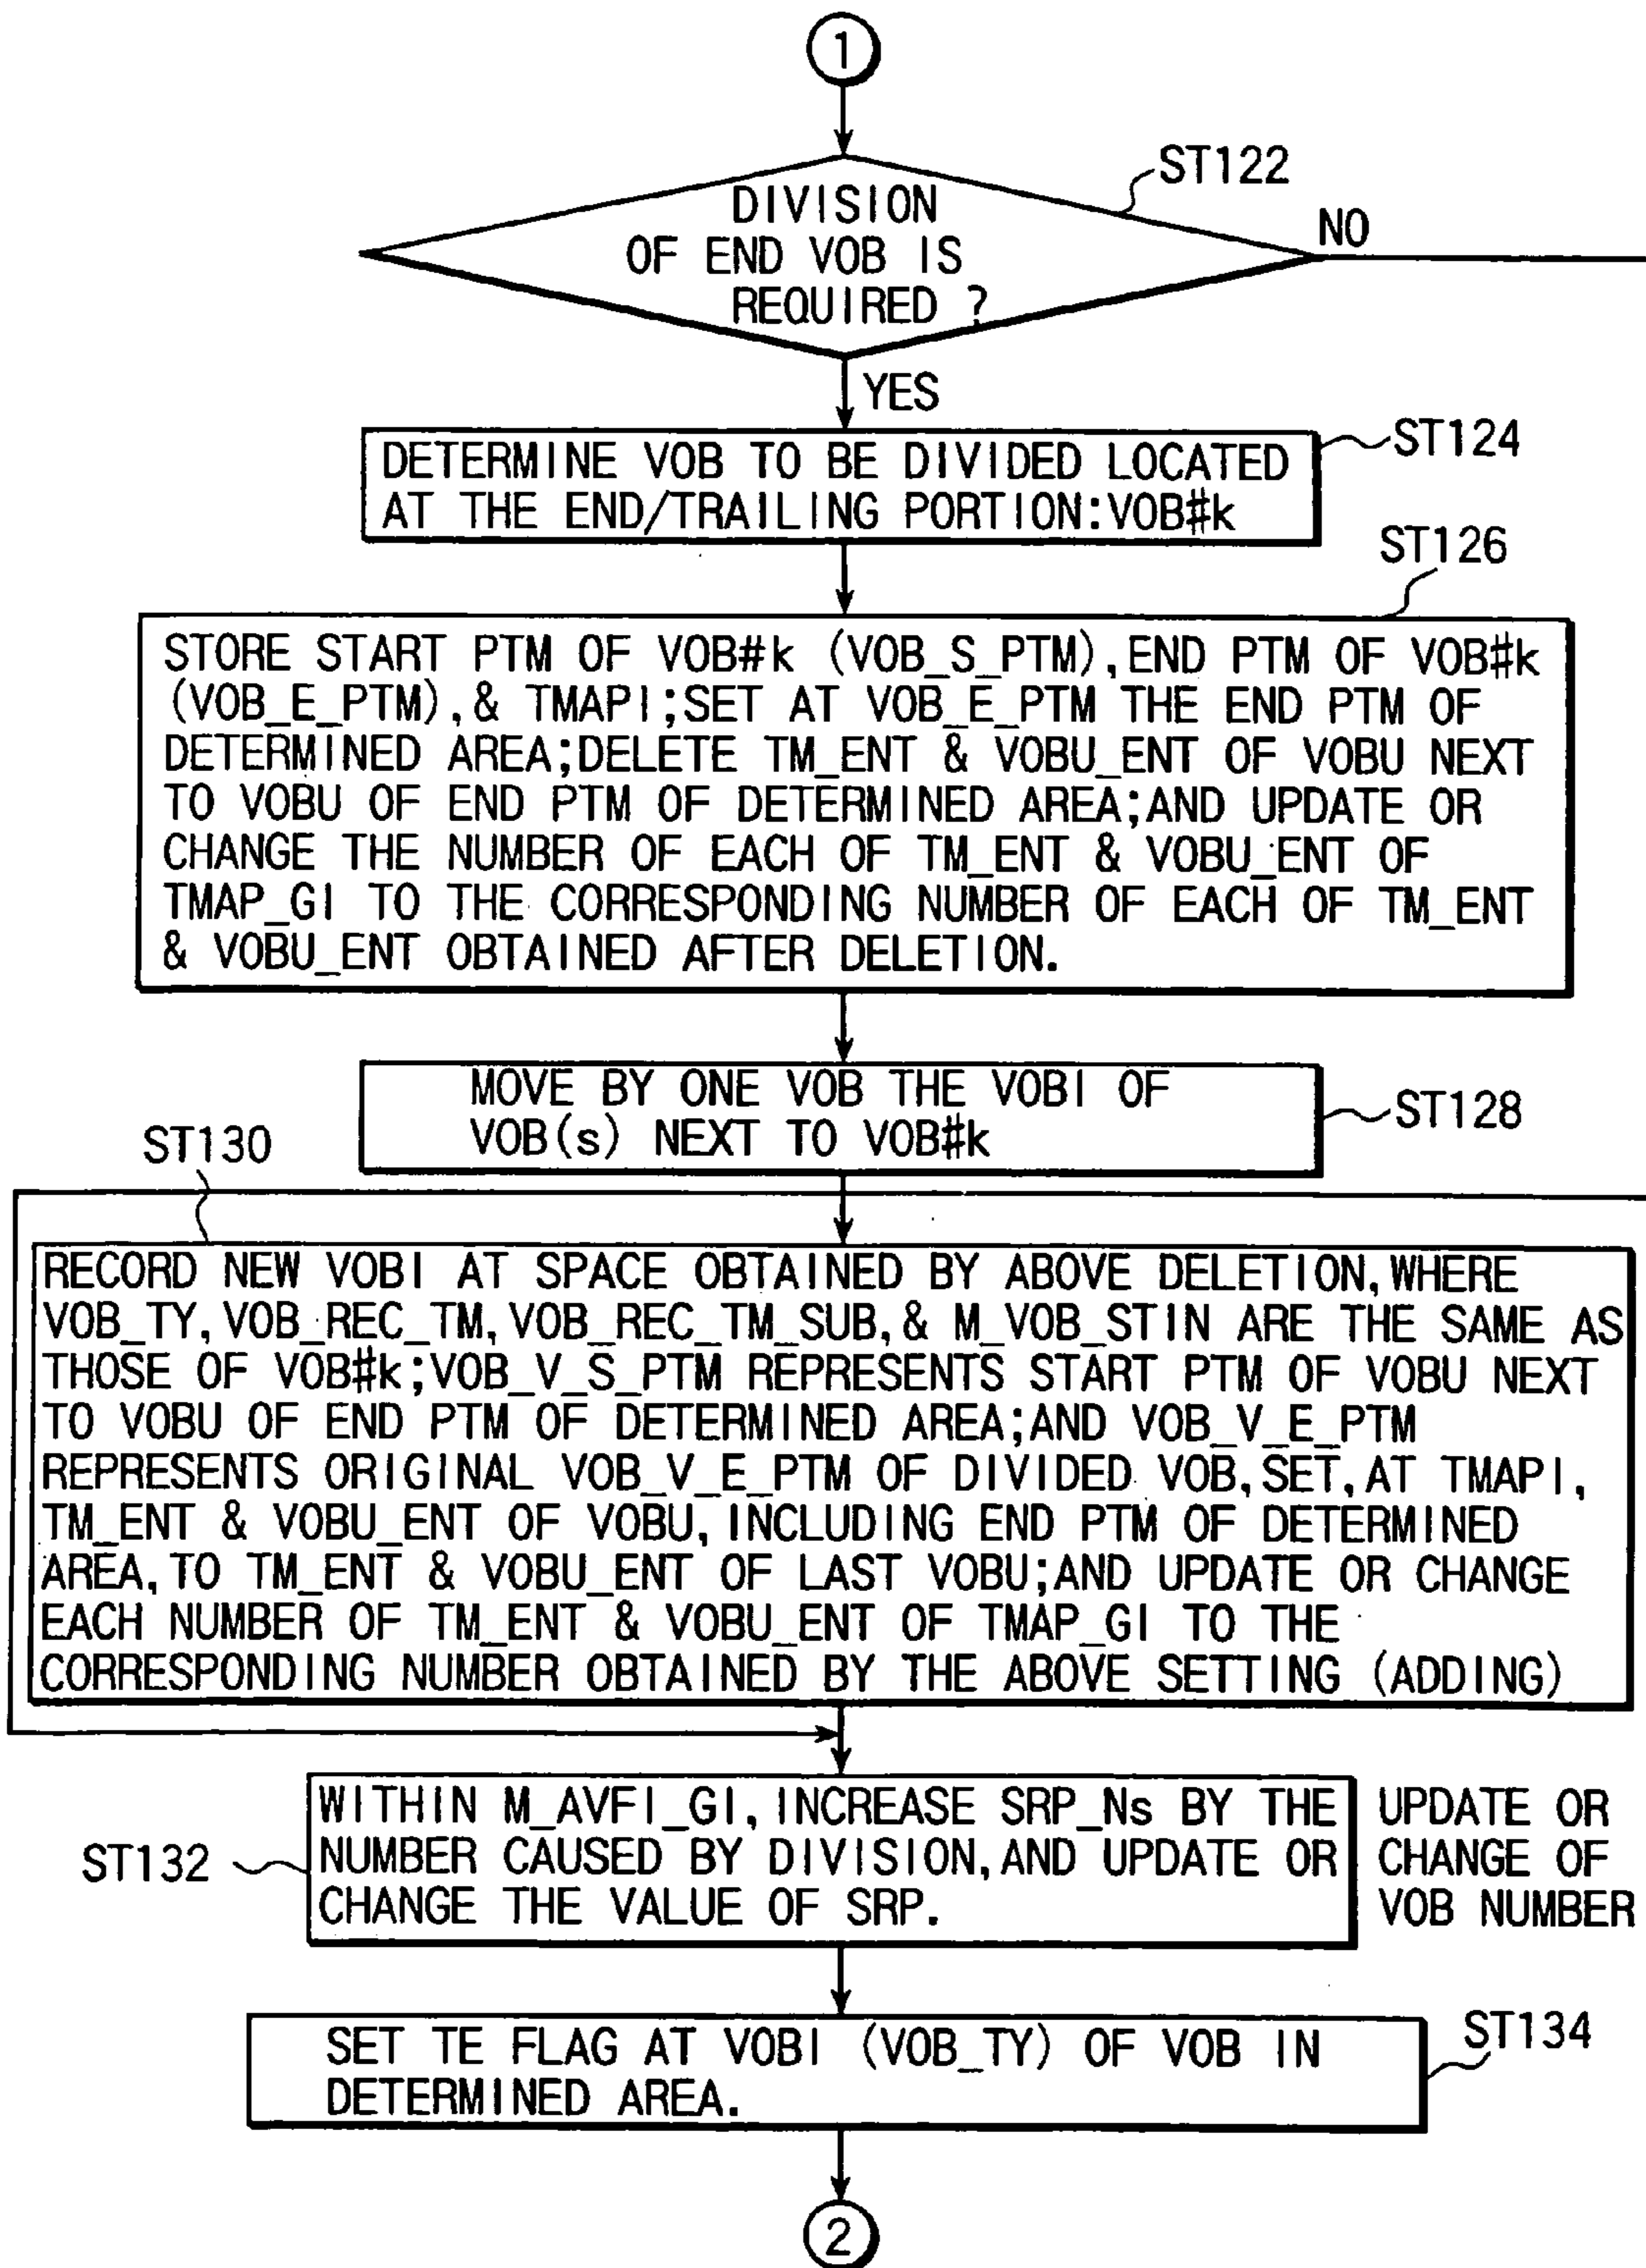 1
ST122
DIVISION
OF END VOB IS
REQUIRED ?
NO
YES
ST124
DETERMINE VOB TO BE DIVIDED LOCATED
AT THE END/TRAILING PORTION:VOB#k
ST126
STORE START PTM OF VOB#k (VOB_S_PTM),END PTM OF VOB#k
(VOB_E_PTM),& TMAPI;SET AT VOB_E_PTM THE END PTM OF
DETERMINED AREA;DELETE TM_ENT & VOBU_ENT OF VOBU NEXT
TO VOBU OF END PTM OF DETERMINED AREA;AND UPDATE OR
CHANGE THE NUMBER OF EACH OF TM_ENT & VOBU_ENT OF
TMAP_GI TO THE CORRESPONDING NUMBER OF EACH OF TM_ENT
& VOBU_ENT OBTAINED AFTER DELETION.
MOVE BY ONE VOB THE VOBI OF
VOB(s) NEXT TO VOB#k
ST128
ST130
RECORD NEW VOBI AT SPACE OBTAINED BY ABOVE DELETION,WHERE
VOB_TY,VOB_REC_TM,VOB_REC_TM_SUB,& M_VOB_STIN ARE THE SAME AS
THOSE OF VOB#k;VOB_V_S_PTM REPRESENTS START PTM OF VOBU NEXT
TO VOBU OF END PTM OF DETERMINED AREA;AND VOB_V_E_PTM
REPRESENTS ORIGINAL VOB_V_E_PTM OF DIVIDED VOB,SET,AT TMAPI,
TM_ENT & VOBU_ENT OF VOBU,INCLUDING END PTM OF DETERMINED
AREA,TO TM_ENT & VOBU_ENT OF LAST VOBU;AND UPDATE OR CHANGE
EACH NUMBER OF TM_ENT & VOBU_ENT OF TMAP_GI TO THE
CORRESPONDING NUMBER OBTAINED BY THE ABOVE SETTING (ADDING)
ST132
WITHIN M_AVFI_GI,INCREASE SRP_Ns BY THE
NUMBER CAUSED BY DIVISION,AND UPDATE OR
CHANGE THE VALUE OF SRP.
UPDATE OR
CHANGE OF
VOB NUMBER
ST134
SET TE FLAG AT VOBI (VOB_TY) OF VOB IN
DETERMINED AREA.
2